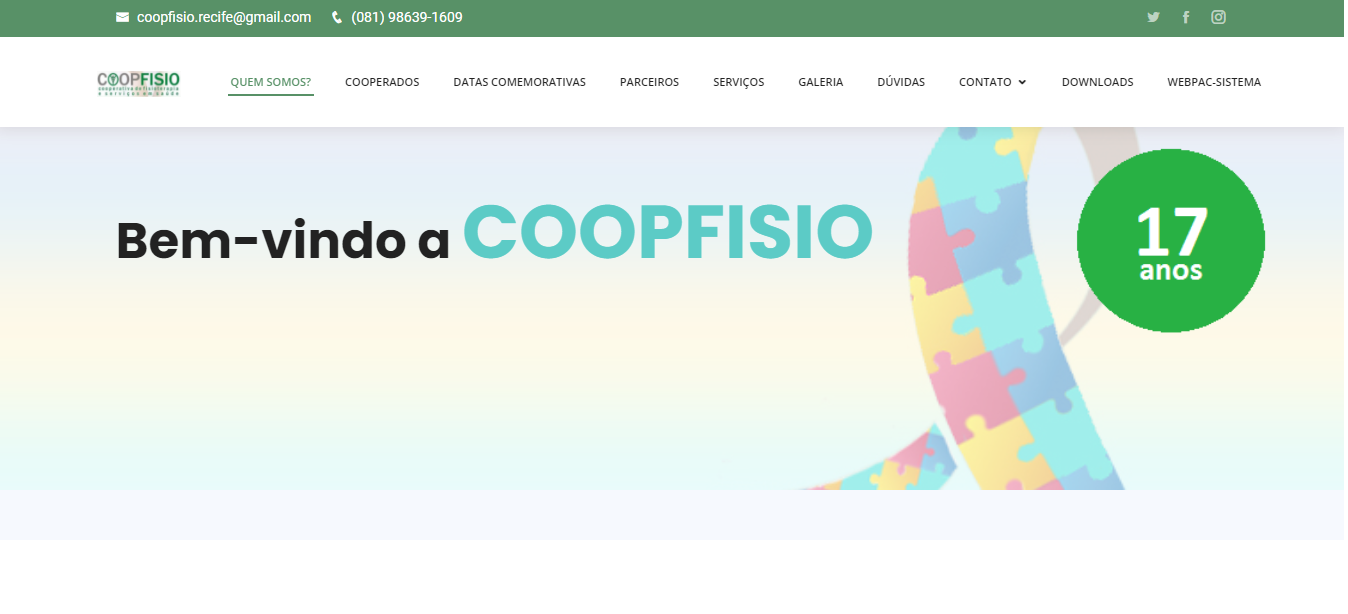 coopfisio.recife@gmail.com (081) 98639-1609
COOPFISIO
cooperativa de fisioterapia
e serviços em saúde
QUEM SOMOS? COOPERADOS DATAS COMEMORATIVAS PARCEIROS SERVIÇOS GALERIA DÚVIDAS CONTATO DOWNLOADS WEBPAC-SISTEMA
Bem-vindo a COOPFISIO
17
anos